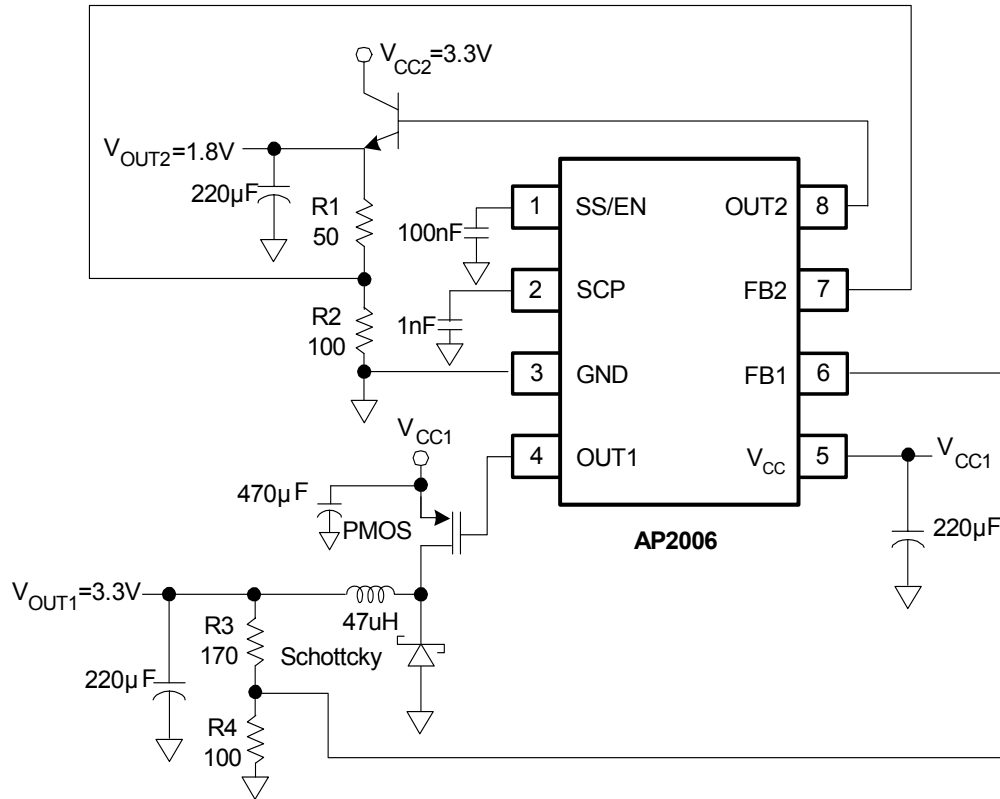 VCC2=3.3V
VOUT2=1.8V
220µF
R1
50
R2
100
100nF
1nF
1
SS/EN
OUT2
8
2
SCP
FB2
7
3
GND
FB1
6
4
OUT1
VCC
5
AP2006
VCC1
220µF
VCC1
470µF
PMOS
VOUT1=3.3V
47uH
R3
170
Schottcky
220µF
R4
100